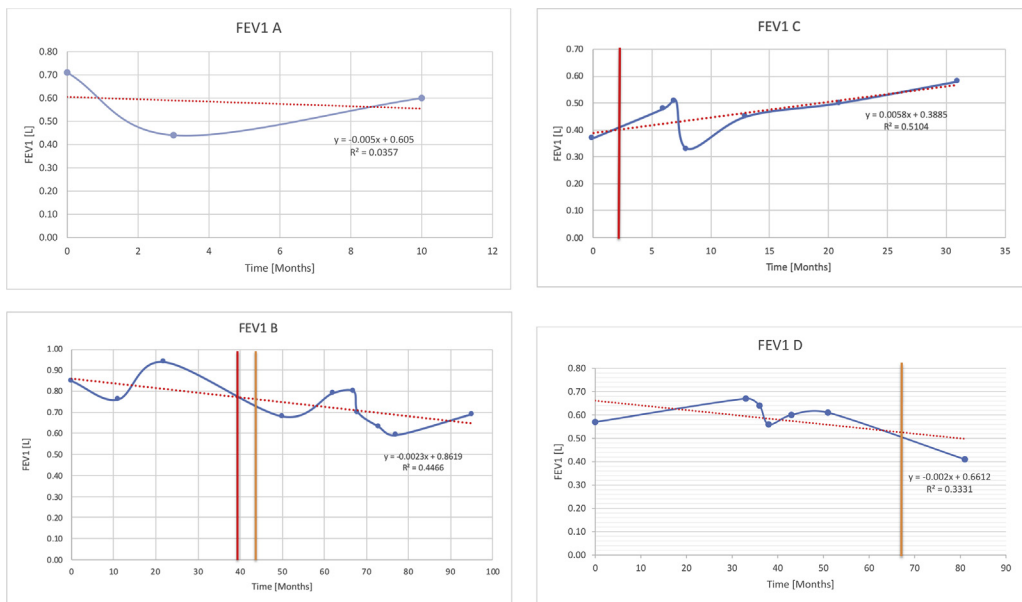 FEV1 A
0.80
0.70
0.60
0.50
0.40
0.30
0.20
0.10
0.00
FEV1 [L]
y = -0.005x + 0.605
R² = 0.0357
0 2 4 6 8 10 12
Time [Months]
FEV1 C
0.70
0.60
0.50
0.40
0.30
0.20
0.10
0.00
FEV1 [L]
y = 0.0058x + 0.3885
R² = 0.5104
0 5 10 15 20 25 30 35
Time [Months]
FEV1 B
1.00
0.90
0.80
0.70
0.60
0.50
0.40
0.30
0.20
0.10
0.00
FEV1 [L]
y = -0.0023x + 0.8619
R² = 0.4466
0 10 20 30 40 50 60 70 80 90 100
Time [Months]
FEV1 D
0.80
0.70
0.60
0.50
0.40
0.30
0.20
0.10
0.00
FEV1 [L]
y = -0.002x + 0.6612
R² = 0.3331
0 10 20 30 40 50 60 70 80 90
Time [Months]